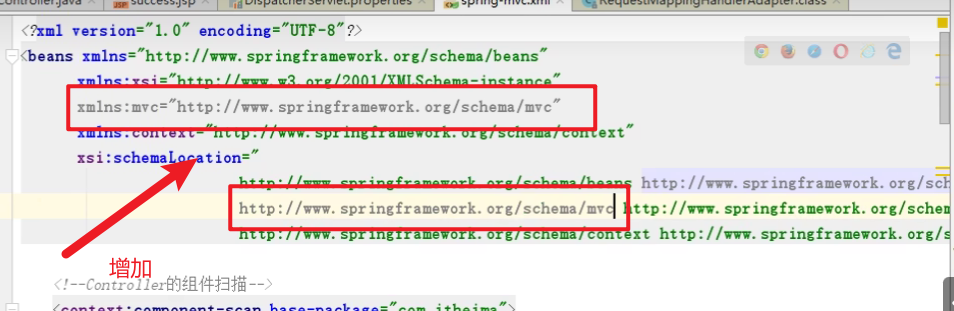 Controller.java success.jsp DispatcherServlet.properties spring-mvc.xml RequestMappingHandlerAdapter.class
<?xml version="1.0" encoding="UTF-8"?>
<beans xmlns="http://www.springframework.org/schema/beans"
xmlns:xsi="http://www.w3.org/2001/XMLSchema-instance"
xmlns:mvc="http://www.springframework.org/schema/mvc"
xmlns:context="http://www.springframework.org/schema/context"
xsi:schemaLocation="
http://www.springframework.org/schema/beans http://www.springframework.org/sch
http://www.springframework.org/schema/mvc http://www.springframework.org/schem
http://www.springframework.org/schema/context http://www.springframework.org/s
增加
<!--Controller的组件扫描-->
<context:component-scan base-package="com.itheima">